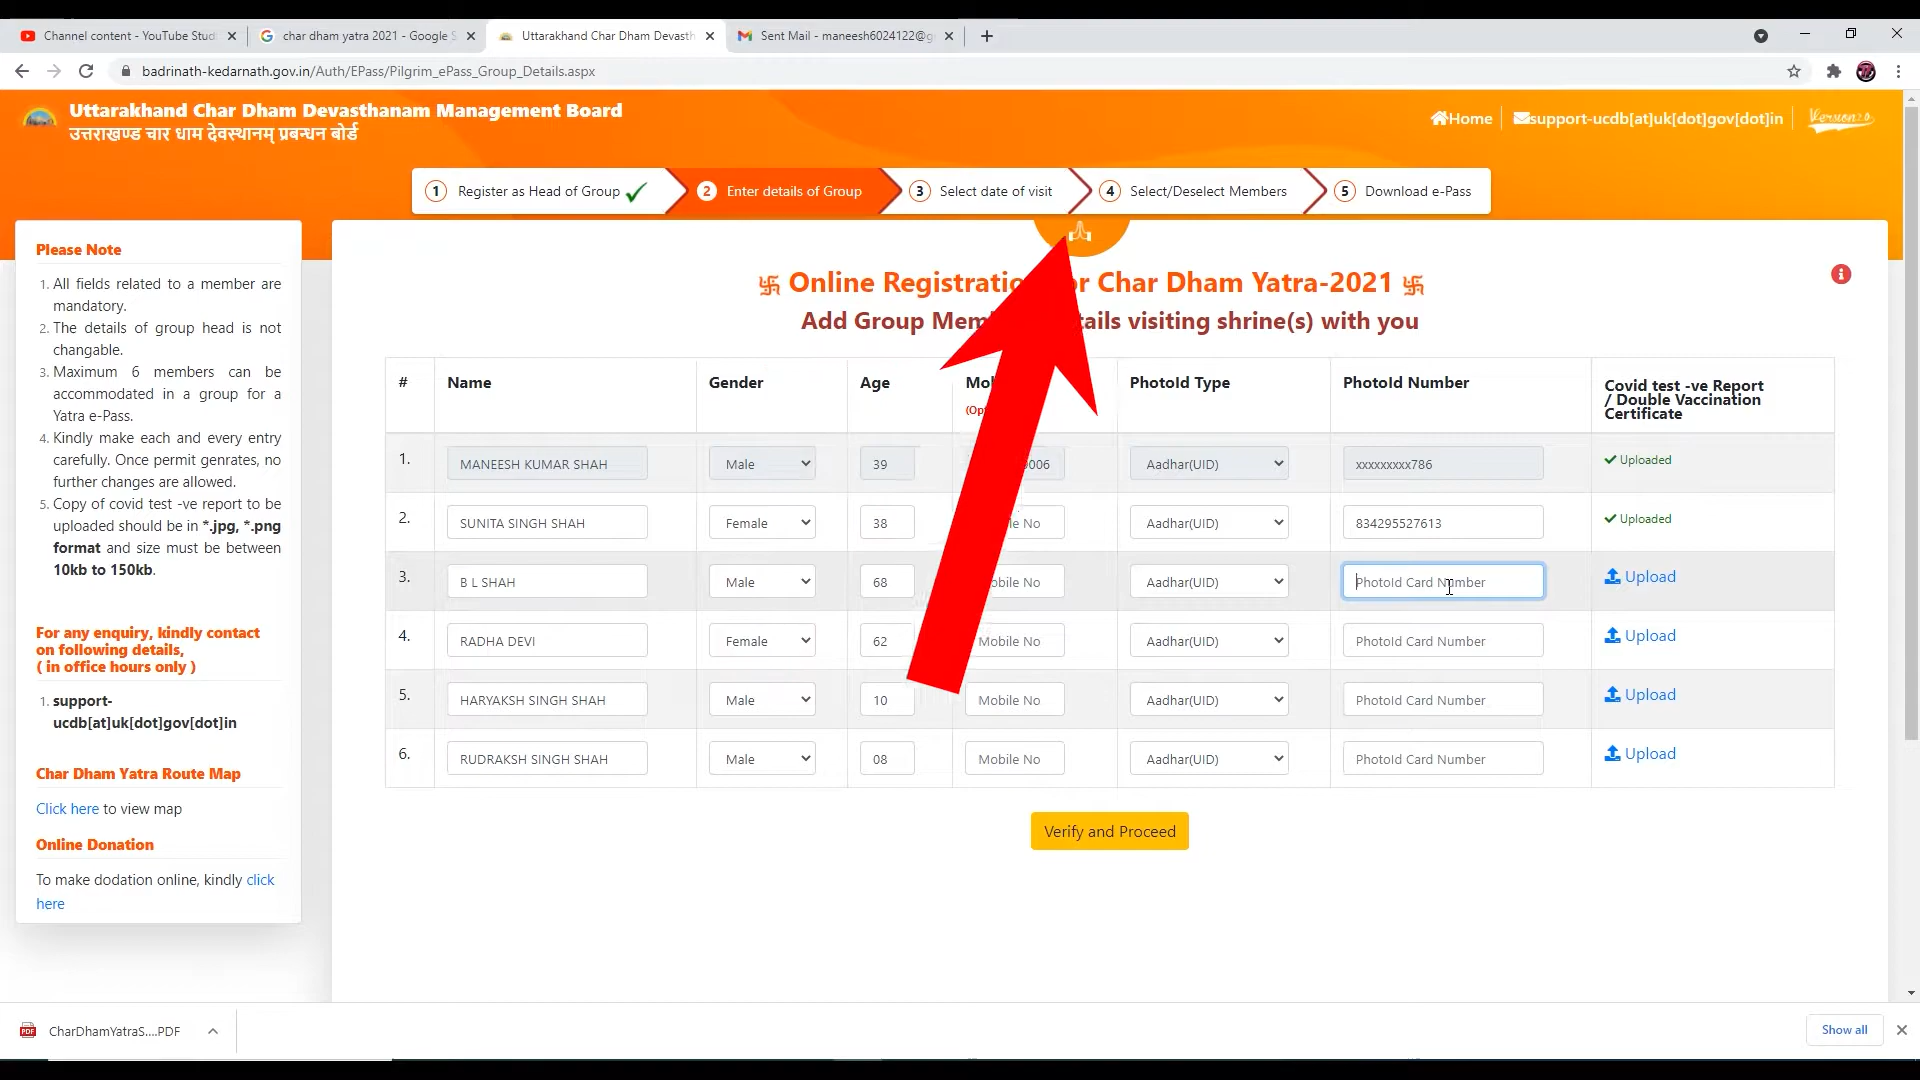 Channel content - YouTube Stud
char dham yatra 2021 - Google S
Uttarakhand Char Dham Devasth
Sent Mail - maneesh6024122@g
badrinath-kedarnath.gov.in/Auth/EPass/Pilgrim_ePass_Group_Details.aspx
Uttarakhand Char Dham Devasthanam Management Board
उत्तराखण्ड चार धाम देवस्थानम् प्रबन्धन बोर्ड
Home
support-ucdb[at]uk[dot]gov[dot]in
Version2.0
1 Register as Head of Group
2 Enter details of Group
3 Select date of visit
4 Select/Deselect Members
5 Download e-Pass
Please Note
1. All fields related to a member are
mandatory.
2. The details of group head is not
changable.
3. Maximum 6 members can be
accommodated in a group for a
Yatra e-Pass.
4. Kindly make each and every entry
carefully. Once permit genrates, no
further changes are allowed.
5. Copy of covid test -ve report to be
uploaded should be in *.jpg, *.png
format and size must be between
10kb to 150kb.
For any enquiry, kindly contact
on following details,
( in office hours only )
1. support-
ucdb[at]uk[dot]gov[dot]in
Char Dham Yatra Route Map
Click here to view map
Online Donation
To make dodation online, kindly click
here
卐 Online Registratio r Char Dham Yatra-2021 卐
Add Group Mem tails visiting shrine(s) with you
# Name Gender Age Mo PhotoId Type PhotoId Number Covid test -ve Report
/ Double Vaccination
Certificate
(Op
1. MANEESH KUMAR SHAH Male 39 006 Aadhar(UID) xxxxxxxxx786 Uploaded
2. SUNITA SINGH SHAH Female 38 le No Aadhar(UID) 834295527613 Uploaded
3. B L SHAH Male 68 Mobile No Aadhar(UID) PhotoId Card Number Upload
4. RADHA DEVI Female 62 Mobile No Aadhar(UID) PhotoId Card Number Upload
5. HARYAKSH SINGH SHAH Male 10 Mobile No Aadhar(UID) PhotoId Card Number Upload
6. RUDRAKSH SINGH SHAH Male 08 Mobile No Aadhar(UID) PhotoId Card Number Upload
Verify and Proceed
PDF CharDhamYatraS....PDF
Show all